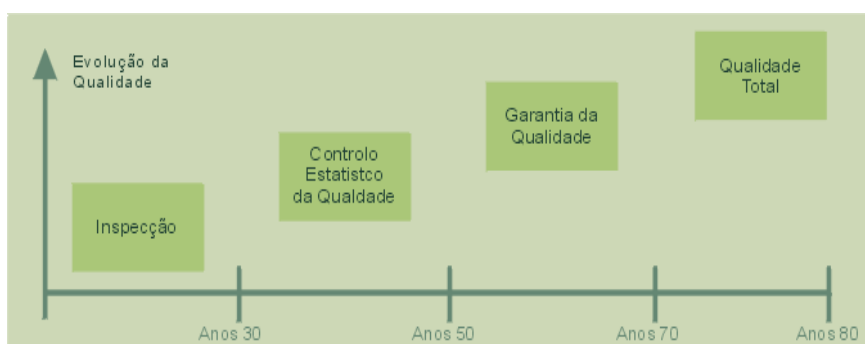 Evolução da
Qualidade
Qualidade
Total
Garantia da
Qualidade
Controlo
Estatistco
da Qualdade
Inspecção
Anos 30
Anos 50
Anos 70
Anos 80